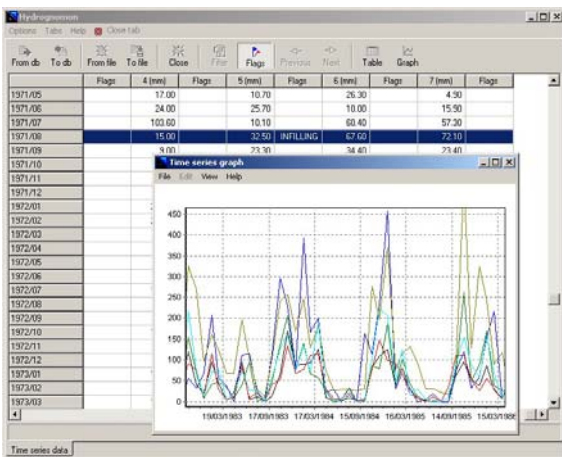 Hydrognomon
Options Tabs Help Close tab
From db To db From file To file Close Filter Flags Previous Next Table Graph
Flags 4 (mm) Flags 5 (mm) Flags 6 (mm) Flags 7 (mm) Flags
1971/05 17.00 10.70 26.30 4.90
1971/06 24.00 25.70 10.00 15.90
1971/07 103.60 10.10 60.40 57.30
1971/08 15.00 32.50 INFILLING 67.60 72.10
1971/09 9.00 23.30 34.40 23.40
1971/10
1971/11
1971/12
1972/01
1972/02
1972/03
1972/04
1972/05
1972/06
1972/07
1972/08
1972/09
1972/10
1972/11
1972/12
1973/01
1973/02
1973/03
Time series graph
File Edit View Help
450
400
350
300
250
200
150
100
50
0
19/03/1983 17/09/1983 17/03/1984 15/09/1984 16/03/1985 14/09/1985 15/03/1986
Time series data